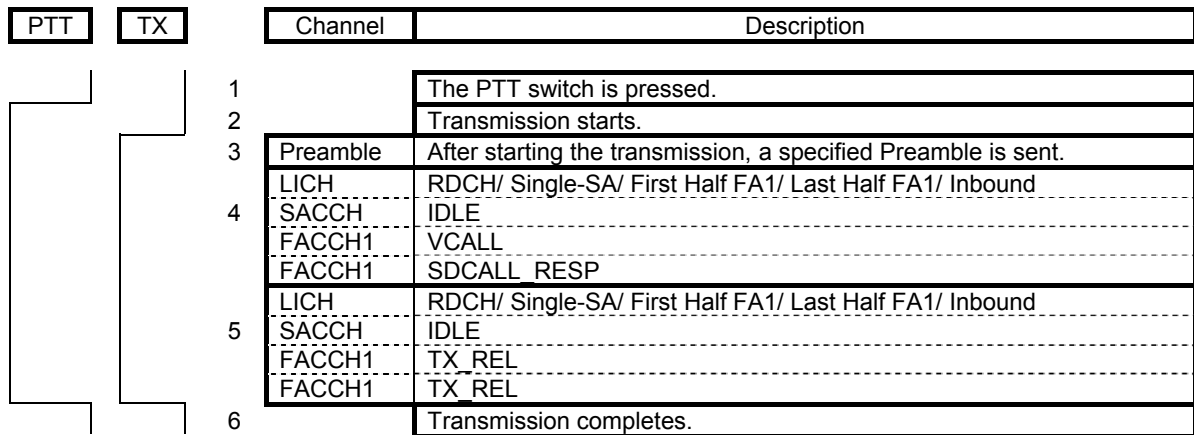 PTT TX Channel Description
1 The PTT switch is pressed.
2 Transmission starts.
3 Preamble After starting the transmission, a specified Preamble is sent.
LICH RDCH/ Single-SA/ First Half FA1/ Last Half FA1/ Inbound
4 SACCH IDLE
FACCH1 VCALL
FACCH1 SDCALL_RESP
LICH RDCH/ Single-SA/ First Half FA1/ Last Half FA1/ Inbound
5 SACCH IDLE
FACCH1 TX_REL
FACCH1 TX_REL
6 Transmission completes.